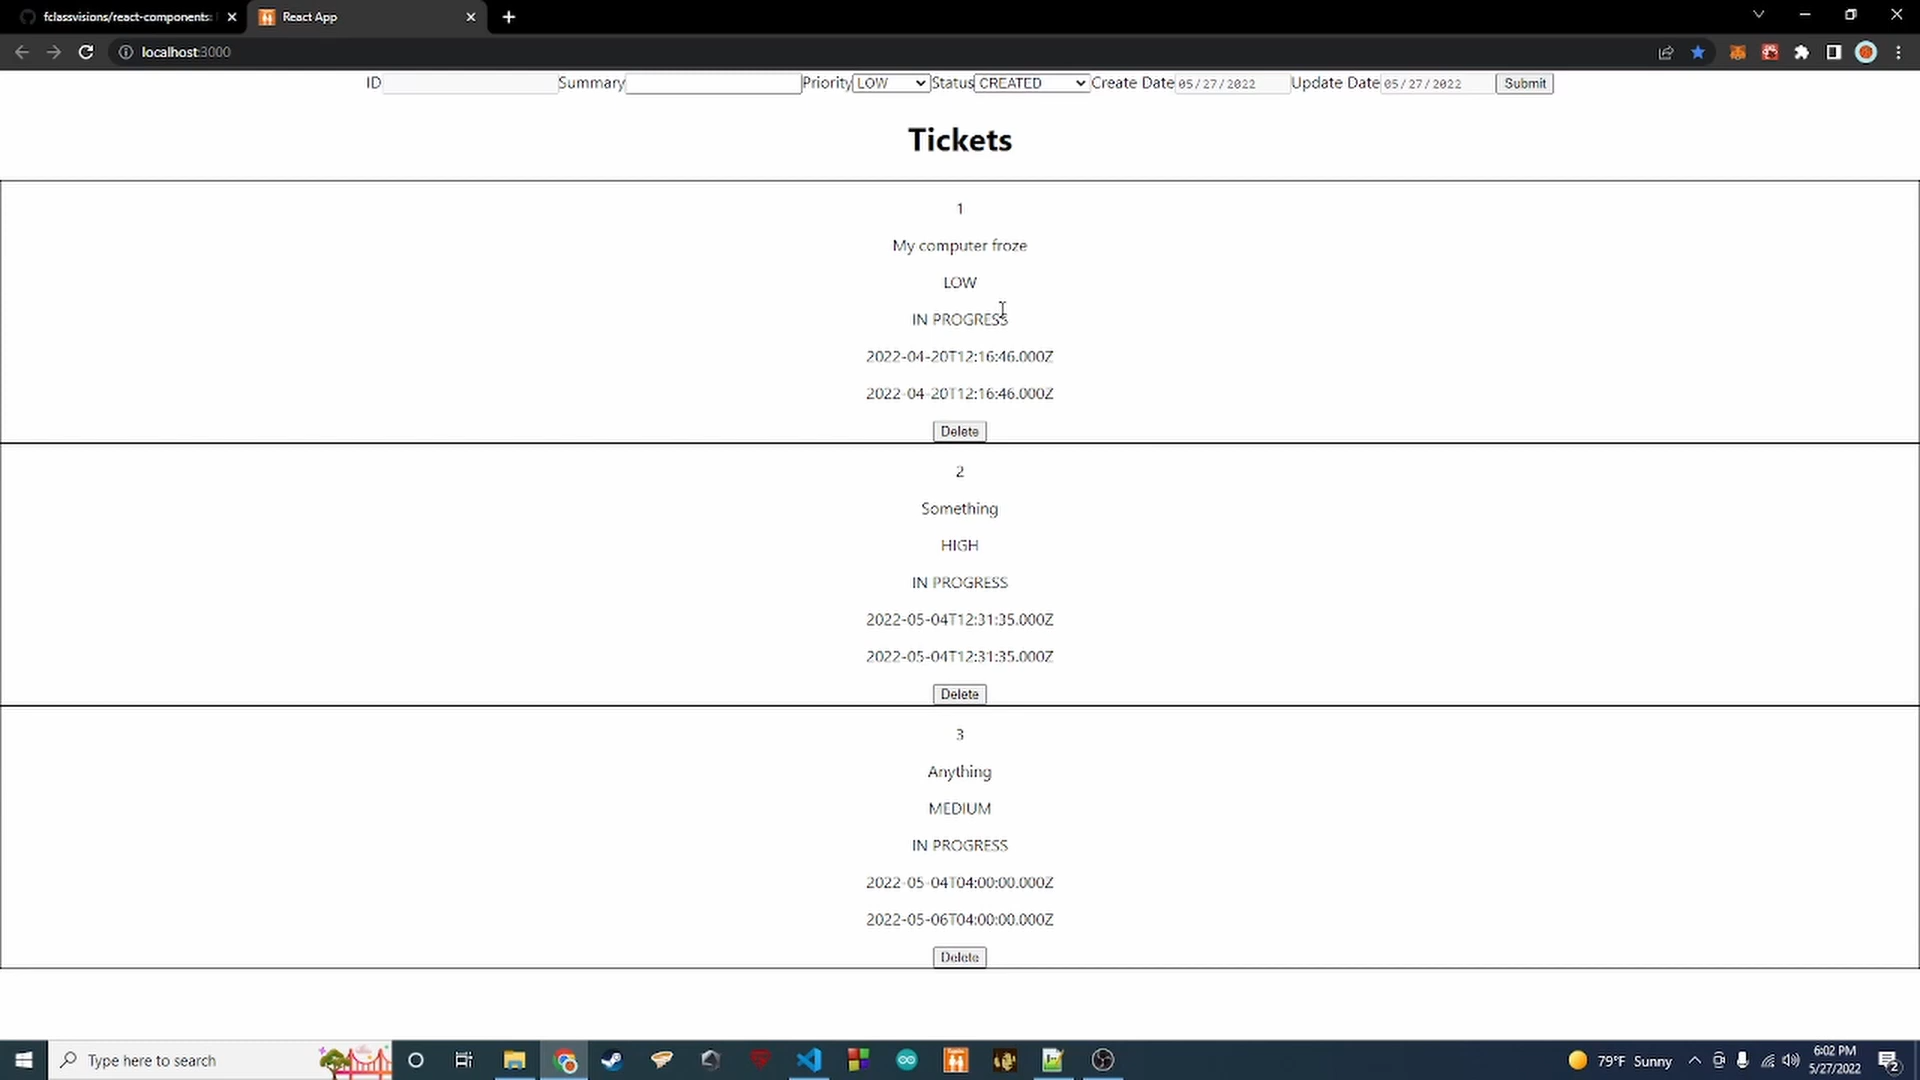 fclassvisions/react-components:
React App
localhost:3000
ID Summary Priority LOW Status CREATED Create Date 05/27/2022 Update Date 05/27/2022 Submit
Tickets
1
My computer froze
LOW
IN PROGRESS
2022-04-20T12:16:46.000Z
2022-04-20T12:16:46.000Z
Delete
2
Something
HIGH
IN PROGRESS
2022-05-04T12:31:35.000Z
2022-05-04T12:31:35.000Z
Delete
3
Anything
MEDIUM
IN PROGRESS
2022-05-04T04:00:00.000Z
2022-05-06T04:00:00.000Z
Delete
Type here to search
79°F Sunny
6:02 PM
5/27/2022
2